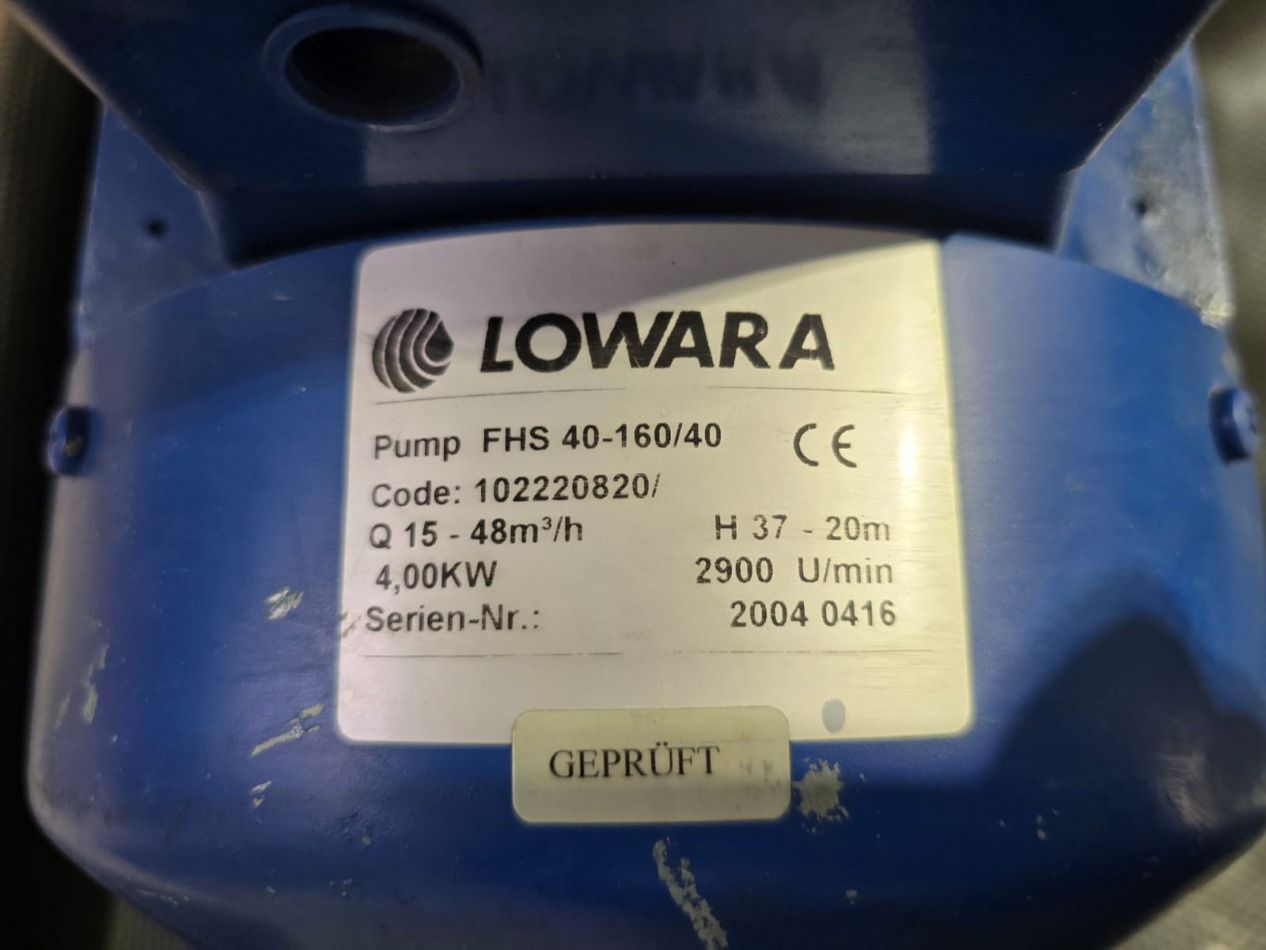 LOWARA
Pump FHS 40-160/40 CE
Code: 102220820/
Q 15 - 48m³/h H 37 - 20m
4,00KW 2900 U/min
Serien-Nr.: 2004 0416
GEPRÜFT